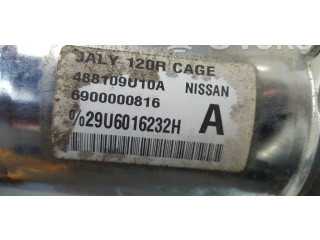 JALY 120R CAGE
488109U10A NISSAN
6900000816
%29U6016232H A